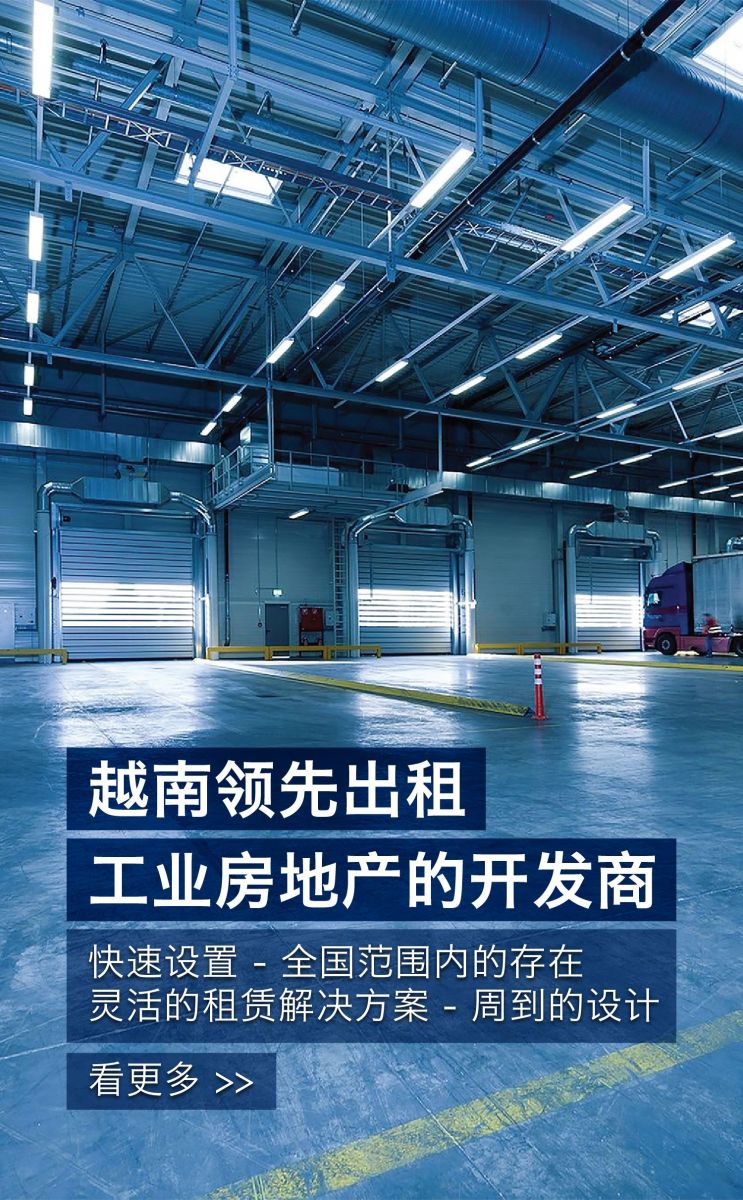 越南领先出租
工业房地产的开发商
快速设置 - 全国范围内的存在
灵活的租赁解决方案 - 周到的设计
看更多 >>